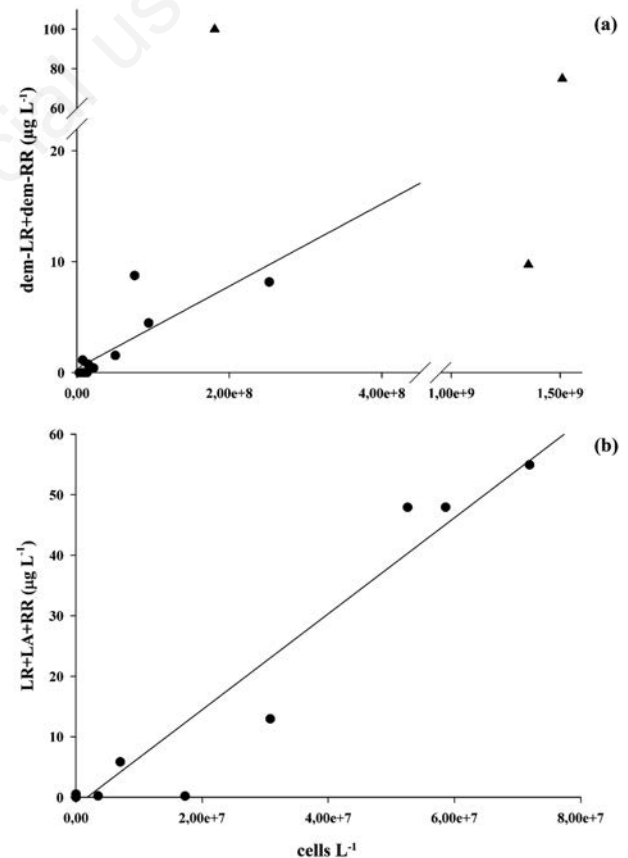 (a)
100
80
60
20
10
0
dem-LR+dem-RR (µg L⁻¹)
0,00 2,00e+8 4,00e+8 1,00e+9 1,50e+9
(b)
60
50
40
30
20
10
0
LR+LA+RR (µg L⁻¹)
0,00 2,00e+7 4,00e+7 6,00e+7 8,00e+7
cells L⁻¹
cial us